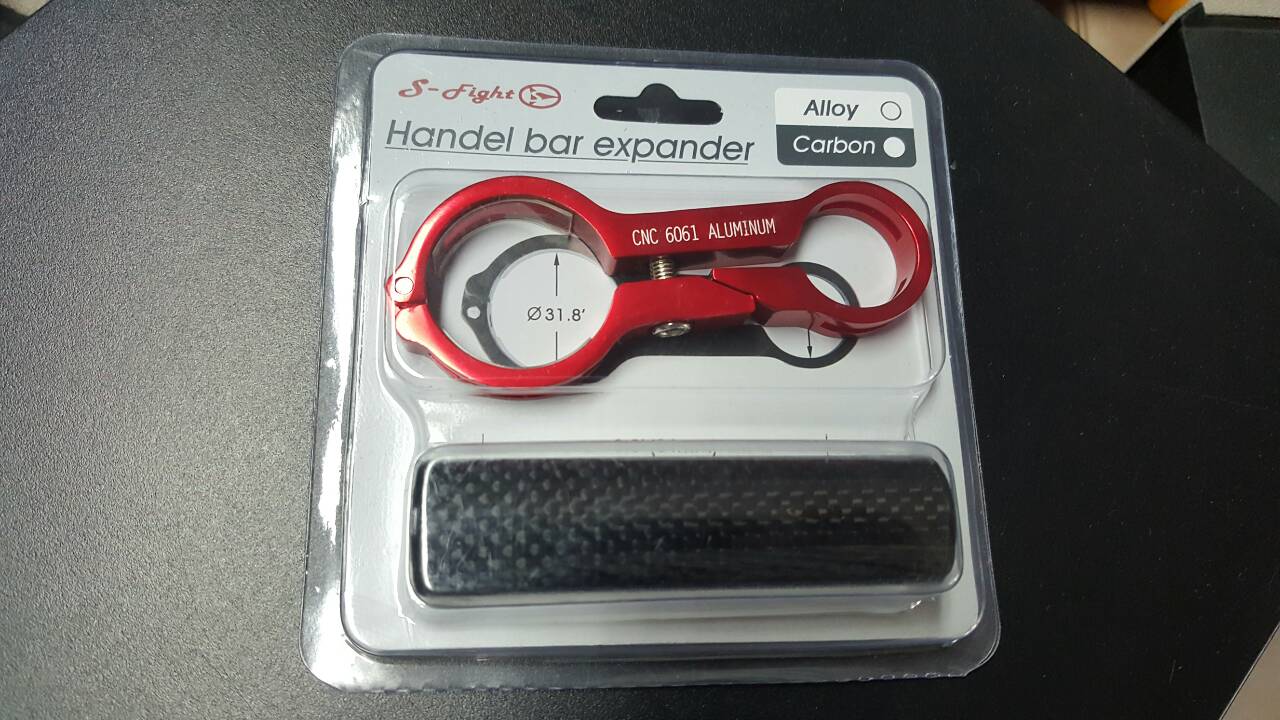 S-Fight
Handel bar expander
Alloy
Carbon
CNC 6061 ALUMINUM
Ø31.8'